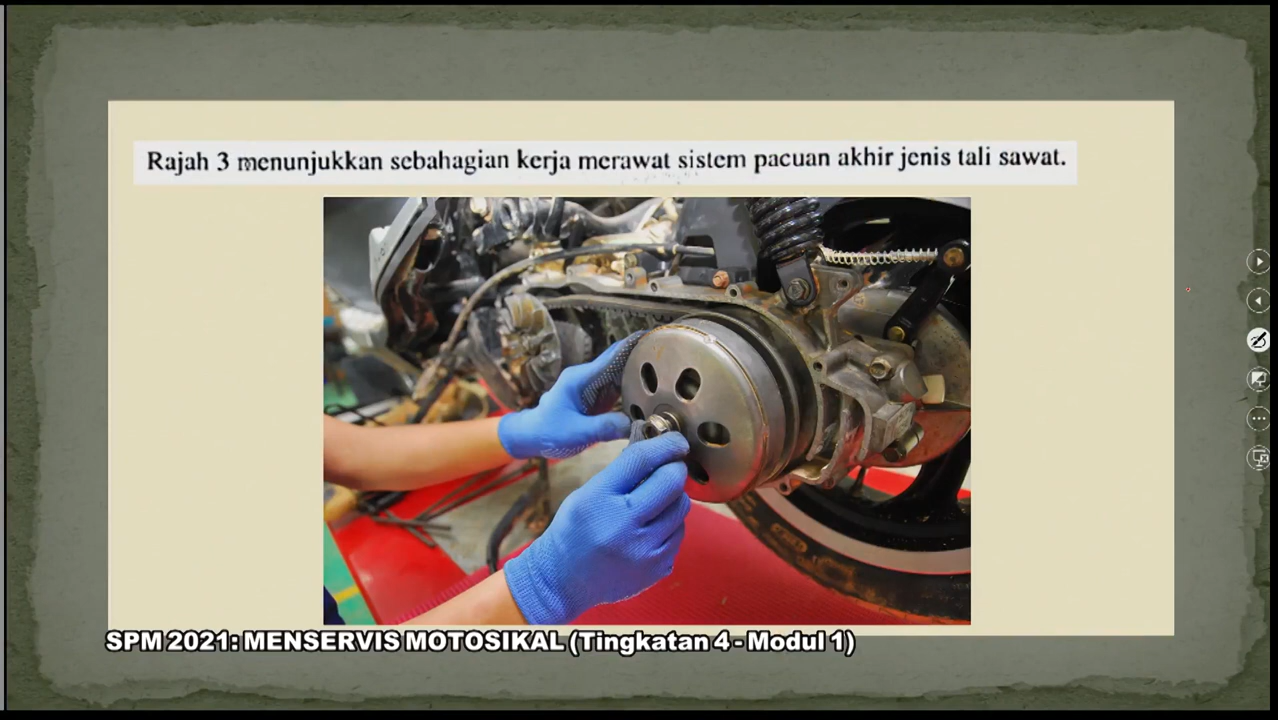 Rajah 3 menunjukkan sebahagian kerja merawat sistem pacuan akhir jenis tali sawat.
SPM 2021: MENSERVIS MOTOSIKAL (Tingkatan 4 - Modul 1)